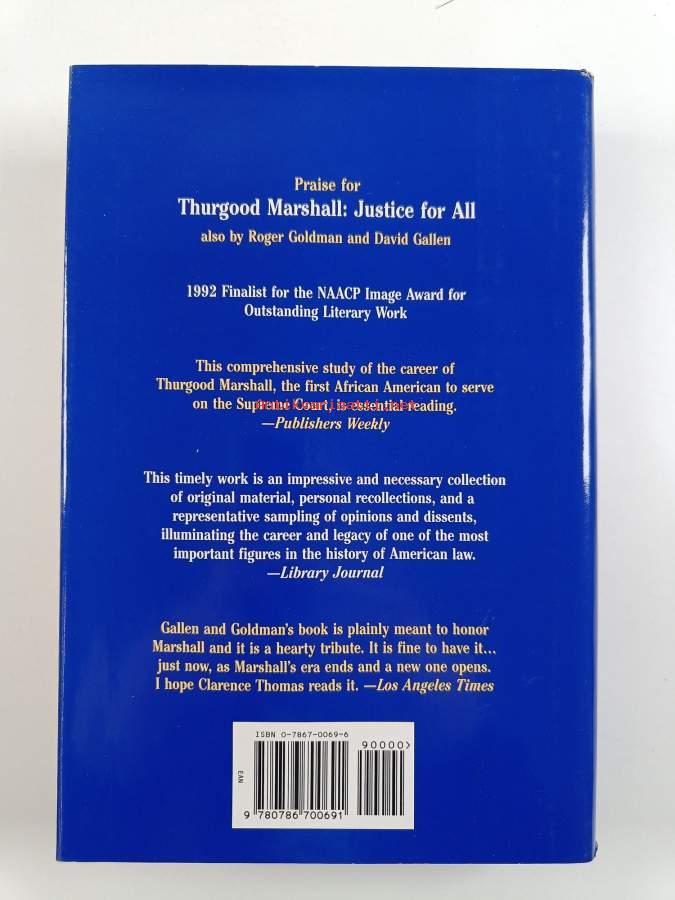 Praise for
Thurgood Marshall: Justice for All
also by Roger Goldman and David Gallen
1992 Finalist for the NAACP Image Award for
Outstanding Literary Work
This comprehensive study of the career of
Thurgood Marshall, the first African American to serve
on the Supreme Court, is essential reading.
—Publishers Weekly
This timely work is an impressive and necessary collection
of original material, personal recollections, and a
representative sampling of opinions and dissents,
illuminating the career and legacy of one of the most
important figures in the history of American law.
—Library Journal
Gallen and Goldman's book is plainly meant to honor
Marshall and it is a hearty tribute. It is fine to have it...
just now, as Marshall's era ends and a new one opens.
I hope Clarence Thomas reads it. —Los Angeles Times
ISBN 0-7867-0069-6
90000>
EAN
9 780786 700691